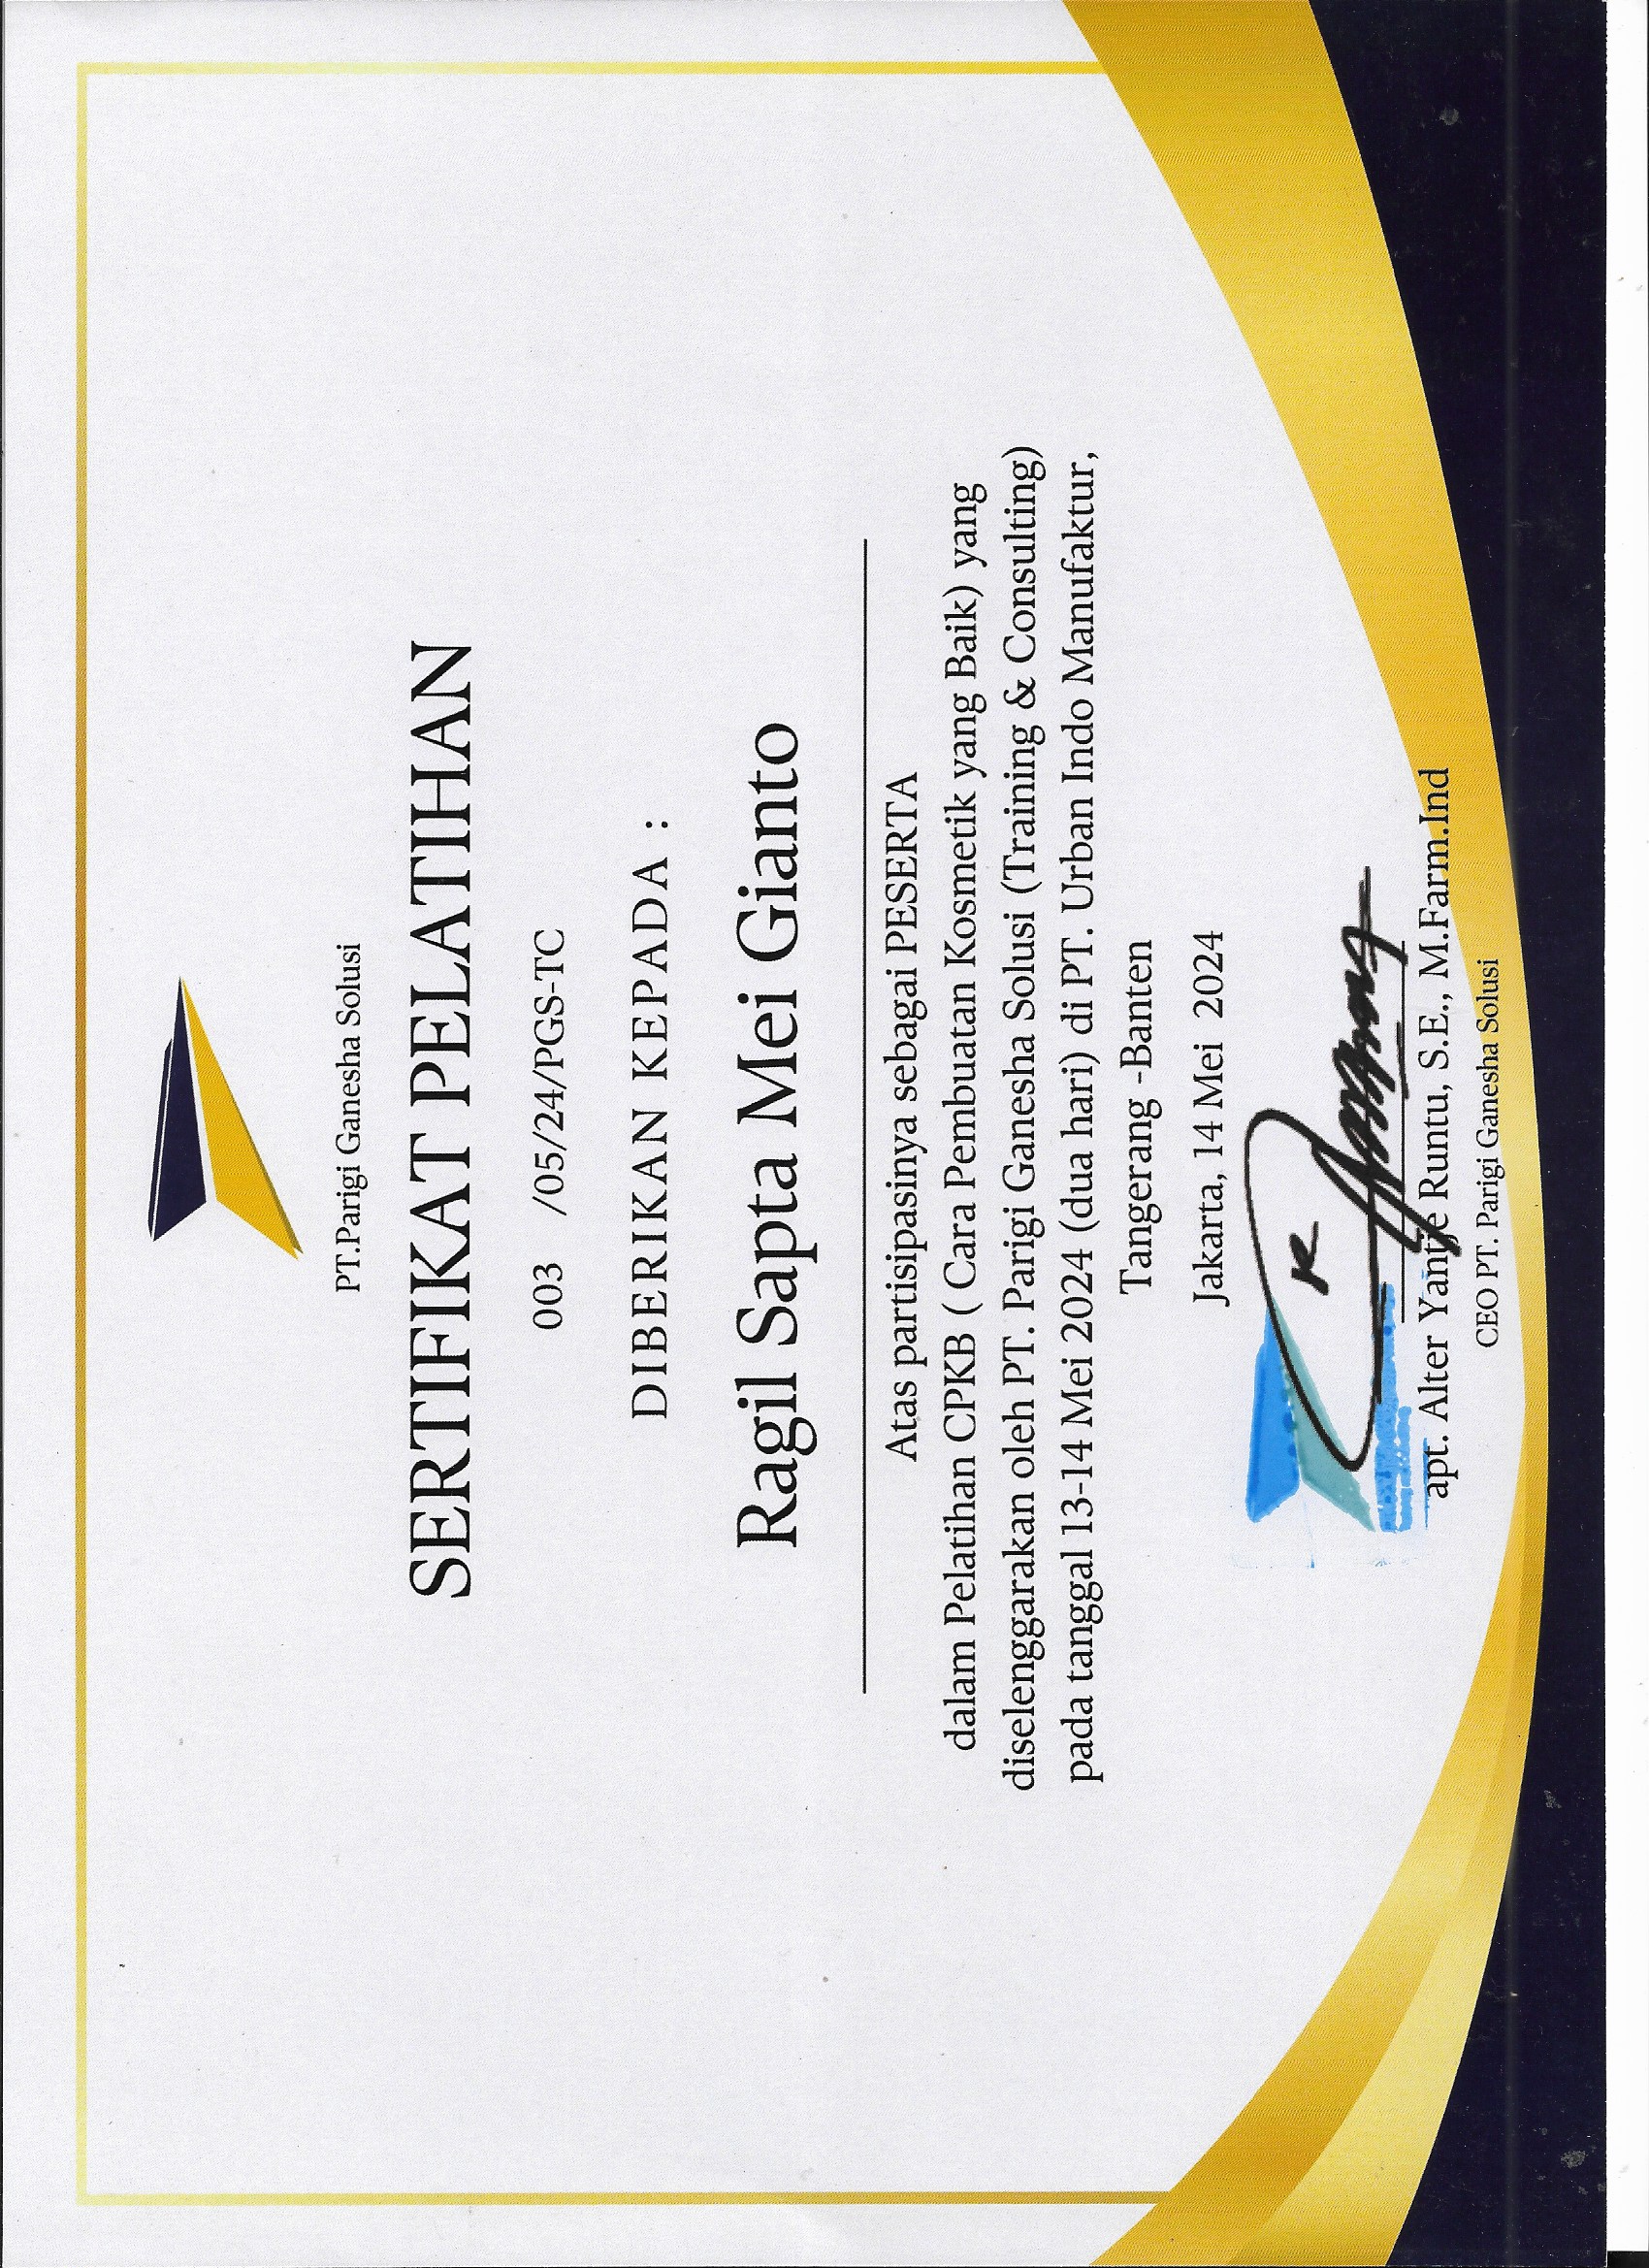 PT.Parigi Ganesha Solusi
SERTIFIKAT PELATIHAN
003 /05/24/PGS-TC
DIBERIKAN KEPADA :
Ragil Sapta Mei Gianto
Atas partisipasinya sebagai PESERTA
dalam Pelatihan CPKB ( Cara Pembuatan Kosmetik yang Baik) yang
diselenggarakan oleh PT. Parigi Ganesha Solusi (Training & Consulting)
pada tanggal 13-14 Mei 2024 (dua hari) di PT. Urban Indo Manufaktur,
Tangerang -Banten
Jakarta, 14 Mei 2024
apt. Alter Yantje Runtu, S.E., M.Farm.Ind
CEO PT. Parigi Ganesha Solusi